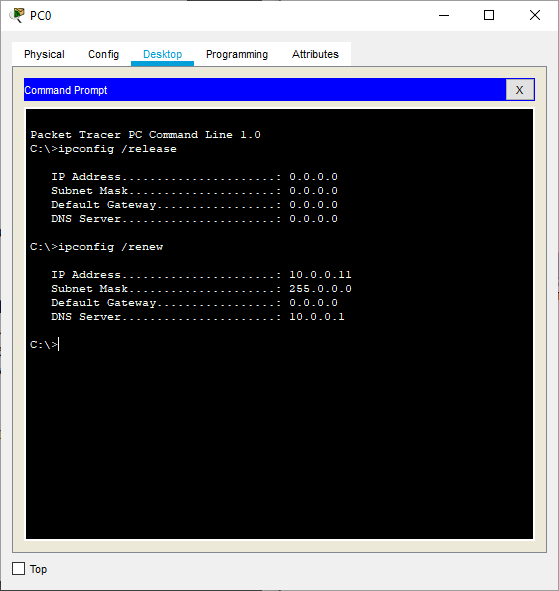 PC0
Physical Config Desktop Programming Attributes
Command Prompt
X
Packet Tracer PC Command Line 1.0
C:\>ipconfig /release
IP Address......................: 0.0.0.0
Subnet Mask.....................: 0.0.0.0
Default Gateway.................: 0.0.0.0
DNS Server......................: 0.0.0.0
C:\>ipconfig /renew
IP Address......................: 10.0.0.11
Subnet Mask.....................: 255.0.0.0
Default Gateway.................: 0.0.0.0
DNS Server......................: 10.0.0.1
C:\>
Top